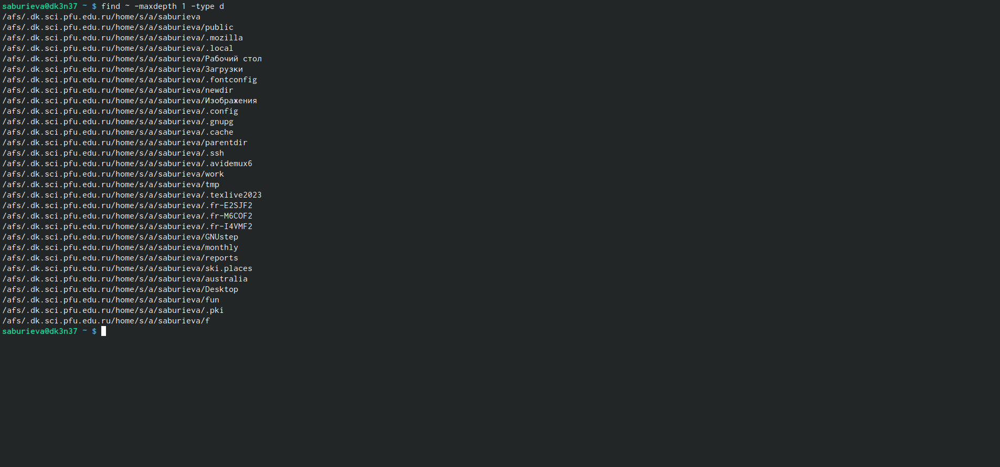 saburieva@dk3n37 ~ $ find ~ -maxdepth 1 -type d
/afs/.dk.sci.pfu.edu.ru/home/s/a/saburieva
/afs/.dk.sci.pfu.edu.ru/home/s/a/saburieva/public
/afs/.dk.sci.pfu.edu.ru/home/s/a/saburieva/.mozilla
/afs/.dk.sci.pfu.edu.ru/home/s/a/saburieva/.local
/afs/.dk.sci.pfu.edu.ru/home/s/a/saburieva/Рабочий стол
/afs/.dk.sci.pfu.edu.ru/home/s/a/saburieva/Загрузки
/afs/.dk.sci.pfu.edu.ru/home/s/a/saburieva/.fontconfig
/afs/.dk.sci.pfu.edu.ru/home/s/a/saburieva/newdir
/afs/.dk.sci.pfu.edu.ru/home/s/a/saburieva/Изображения
/afs/.dk.sci.pfu.edu.ru/home/s/a/saburieva/.config
/afs/.dk.sci.pfu.edu.ru/home/s/a/saburieva/.gnupg
/afs/.dk.sci.pfu.edu.ru/home/s/a/saburieva/.cache
/afs/.dk.sci.pfu.edu.ru/home/s/a/saburieva/parentdir
/afs/.dk.sci.pfu.edu.ru/home/s/a/saburieva/.ssh
/afs/.dk.sci.pfu.edu.ru/home/s/a/saburieva/.avidemux6
/afs/.dk.sci.pfu.edu.ru/home/s/a/saburieva/work
/afs/.dk.sci.pfu.edu.ru/home/s/a/saburieva/tmp
/afs/.dk.sci.pfu.edu.ru/home/s/a/saburieva/.texlive2023
/afs/.dk.sci.pfu.edu.ru/home/s/a/saburieva/.fr-E2SJF2
/afs/.dk.sci.pfu.edu.ru/home/s/a/saburieva/.fr-M6COF2
/afs/.dk.sci.pfu.edu.ru/home/s/a/saburieva/.fr-I4VMF2
/afs/.dk.sci.pfu.edu.ru/home/s/a/saburieva/GNUstep
/afs/.dk.sci.pfu.edu.ru/home/s/a/saburieva/monthly
/afs/.dk.sci.pfu.edu.ru/home/s/a/saburieva/reports
/afs/.dk.sci.pfu.edu.ru/home/s/a/saburieva/ski.places
/afs/.dk.sci.pfu.edu.ru/home/s/a/saburieva/australia
/afs/.dk.sci.pfu.edu.ru/home/s/a/saburieva/Desktop
/afs/.dk.sci.pfu.edu.ru/home/s/a/saburieva/fun
/afs/.dk.sci.pfu.edu.ru/home/s/a/saburieva/.pki
/afs/.dk.sci.pfu.edu.ru/home/s/a/saburieva/f
saburieva@dk3n37 ~ $